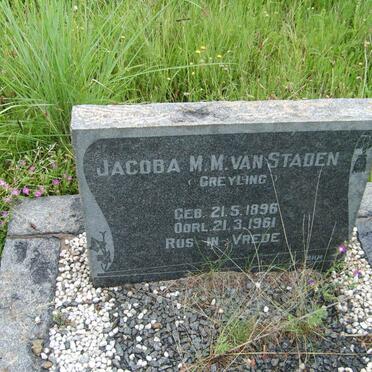 JACOBA M.M. VAN STADEN
(GREYLING)
GEB. 21.5.1896
OORL. 21.3.1961
RUS IN VREDE